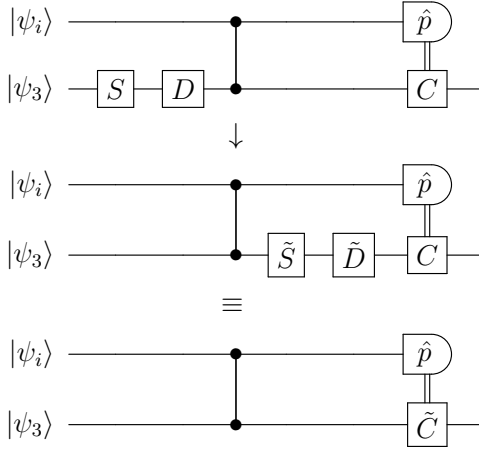 |ψ_i⟩ p̂
|ψ_3⟩ S D C
↓
|ψ_i⟩ p̂
|ψ_3⟩ S̃ D̃ C
≡
|ψ_i⟩ p̂
|ψ_3⟩ C̃